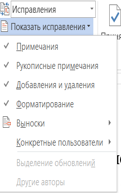 Исправления
Показать исправления
Примечания
Рукописные примечания
Добавления и удаления
Форматирование
Выноски
Конкретные пользователи
Выделение обновлений
Другие авторы